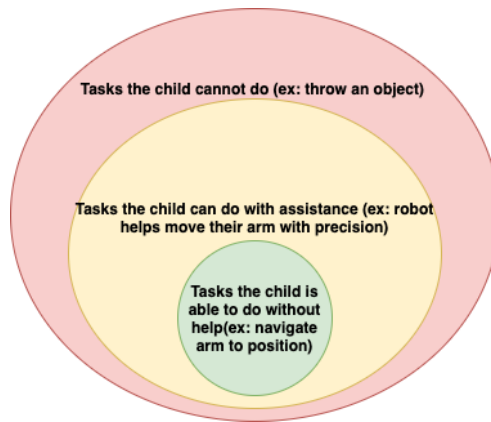 Tasks the child cannot do (ex: throw an object)
Tasks the child can do with assistance (ex: robot
helps move their arm with precision)
Tasks the child is
able to do without
help(ex: navigate
arm to position)